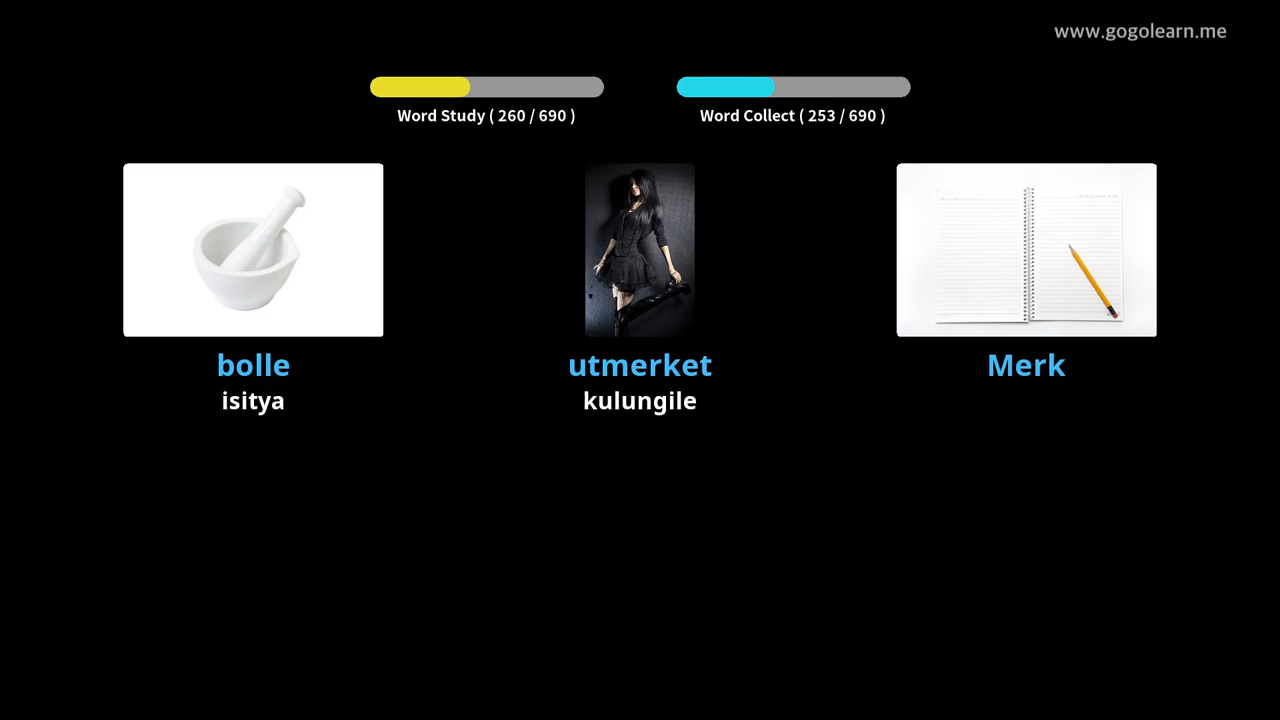 www.gogolearn.me
Word Study ( 260 / 690 )
Word Collect ( 253 / 690 )
bolle
isitya
utmerket
kulungile
Merk